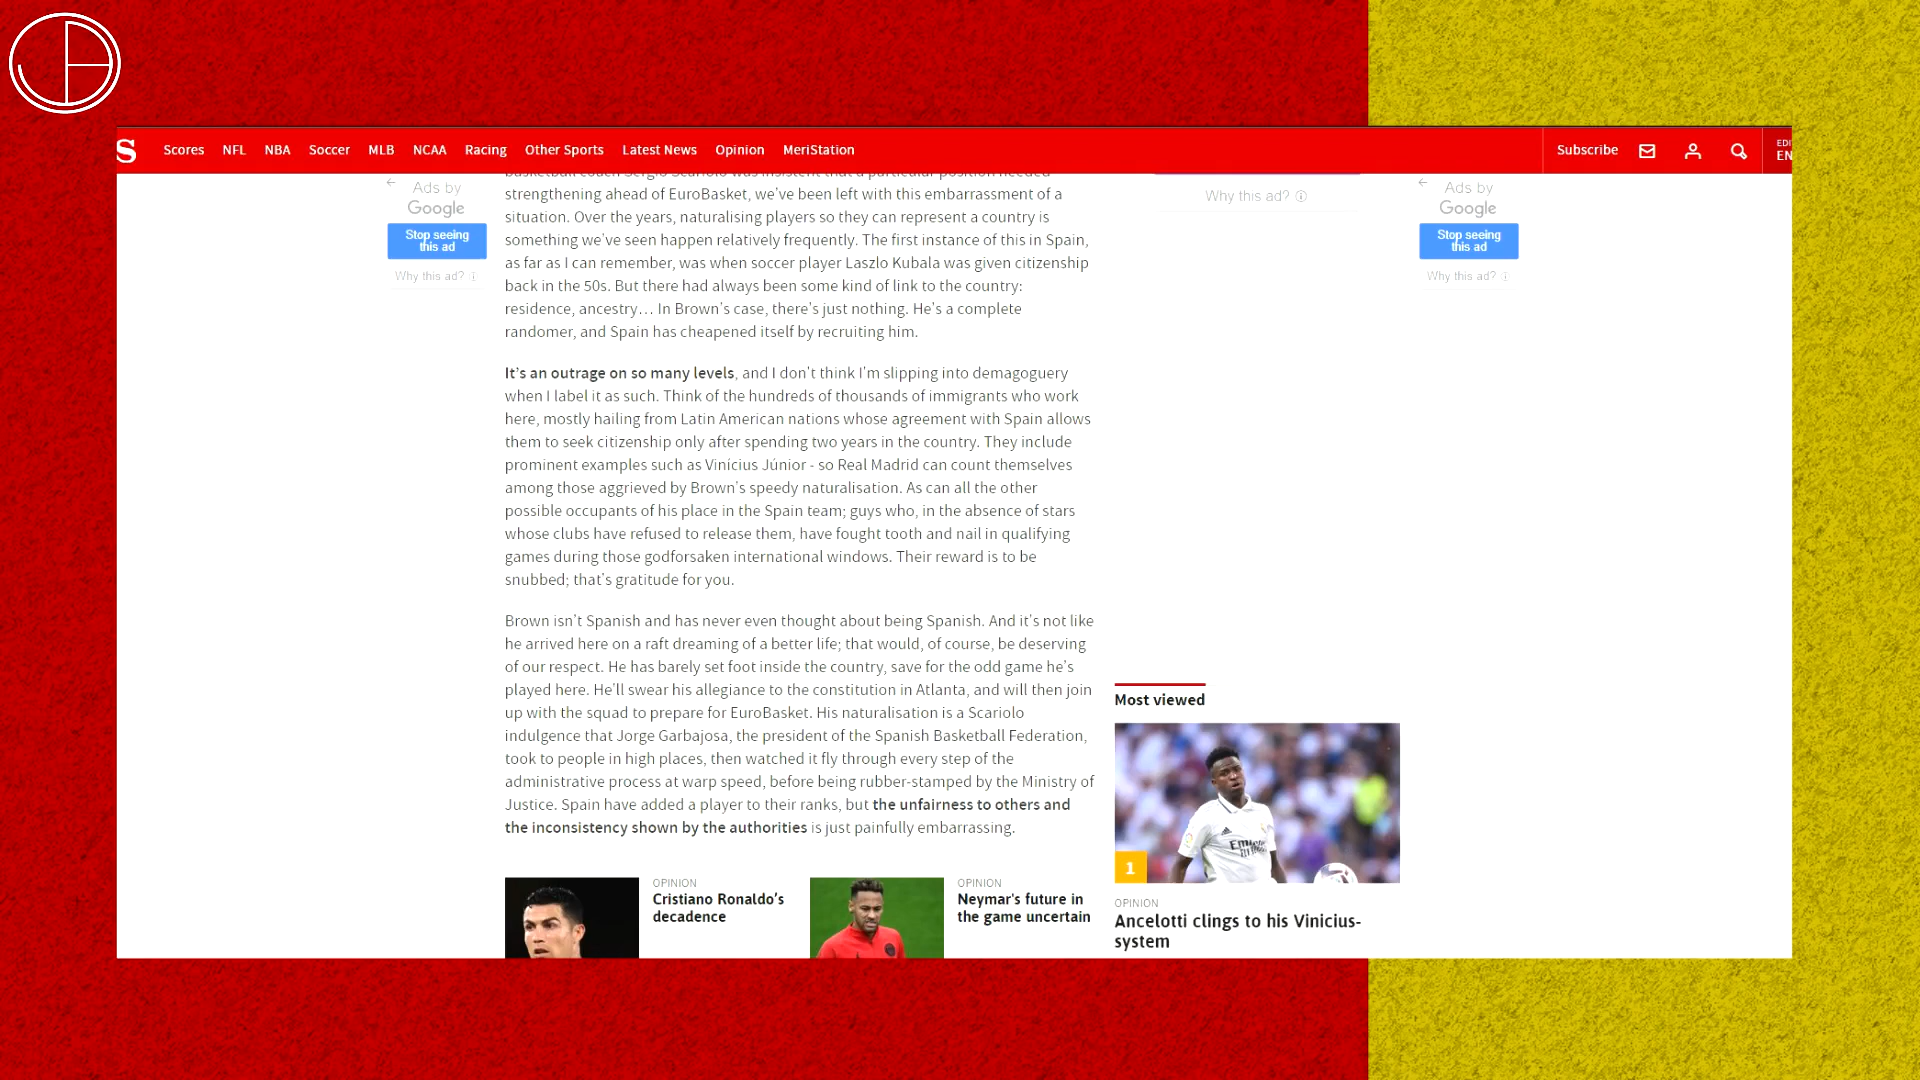 S
Scores NFL NBA Soccer MLB NCAA Racing Other Sports Latest News Opinion MeriStation
Subscribe
EN
Ads by
Google
Stop seeing
this ad
Why this ad?
basketball coach Sergio Scariolo was insistent that a particular position needed
strengthening ahead of EuroBasket, we've been left with this embarrassment of a
situation. Over the years, naturalising players so they can represent a country is
something we've seen happen relatively frequently. The first instance of this in Spain,
as far as I can remember, was when soccer player Laszlo Kubala was given citizenship
back in the 50s. But there had always been some kind of link to the country:
residence, ancestry… In Brown's case, there's just nothing. He's a complete
randomer, and Spain has cheapened itself by recruiting him.
It's an outrage on so many levels, and I don't think I'm slipping into demagoguery
when I label it as such. Think of the hundreds of thousands of immigrants who work
here, mostly hailing from Latin American nations whose agreement with Spain allows
them to seek citizenship only after spending two years in the country. They include
prominent examples such as Vinícius Júnior - so Real Madrid can count themselves
among those aggrieved by Brown's speedy naturalisation. As can all the other
possible occupants of his place in the Spain team; guys who, in the absence of stars
whose clubs have refused to release them, have fought tooth and nail in qualifying
games during those godforsaken international windows. Their reward is to be
snubbed; that's gratitude for you.
Brown isn't Spanish and has never even thought about being Spanish. And it's not like
he arrived here on a raft dreaming of a better life; that would, of course, be deserving
of our respect. He has barely set foot inside the country, save for the odd game he's
played here. He'll swear his allegiance to the constitution in Atlanta, and will then join
up with the squad to prepare for EuroBasket. His naturalisation is a Scariolo
indulgence that Jorge Garbajosa, the president of the Spanish Basketball Federation,
took to people in high places, then watched it fly through every step of the
administrative process at warp speed, before being rubber-stamped by the Ministry of
Justice. Spain have added a player to their ranks, but the unfairness to others and
the inconsistency shown by the authorities is just painfully embarrassing.
OPINION
Cristiano Ronaldo's
decadence
OPINION
Neymar's future in
the game uncertain
Why this ad?
Ads by
Google
Stop seeing
this ad
Why this ad?
Most viewed
1
OPINION
Ancelotti clings to his Vinicius-
system